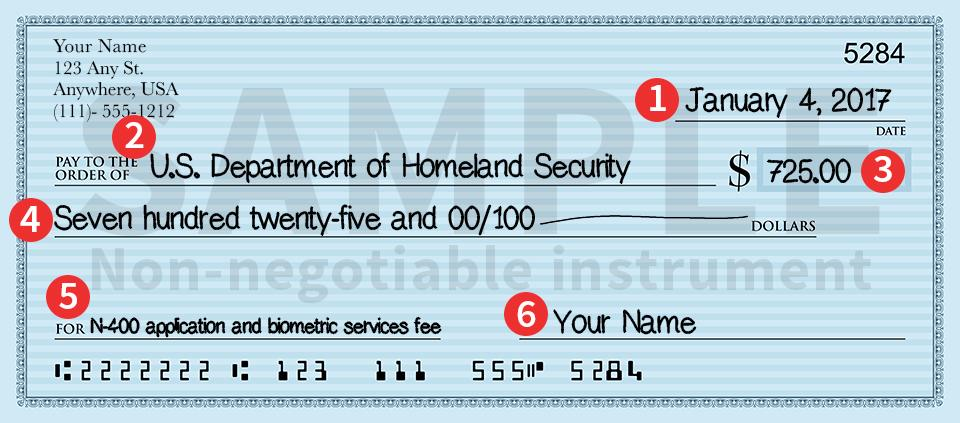 Your Name
123 Any St.
Anywhere, USA
(111)- 555-1212
5284
1 January 4, 2017
DATE
2
PAY TO THE
ORDER OF U.S. Department of Homeland Security $ 725.00 3
4 Seven hundred twenty-five and 00/100 DOLLARS
SAMPLE
Non-negotiable instrument
5
FOR N-400 application and biometric services fee
6 Your Name
⑆2222222⑆ 123 111 555⑈ 5284